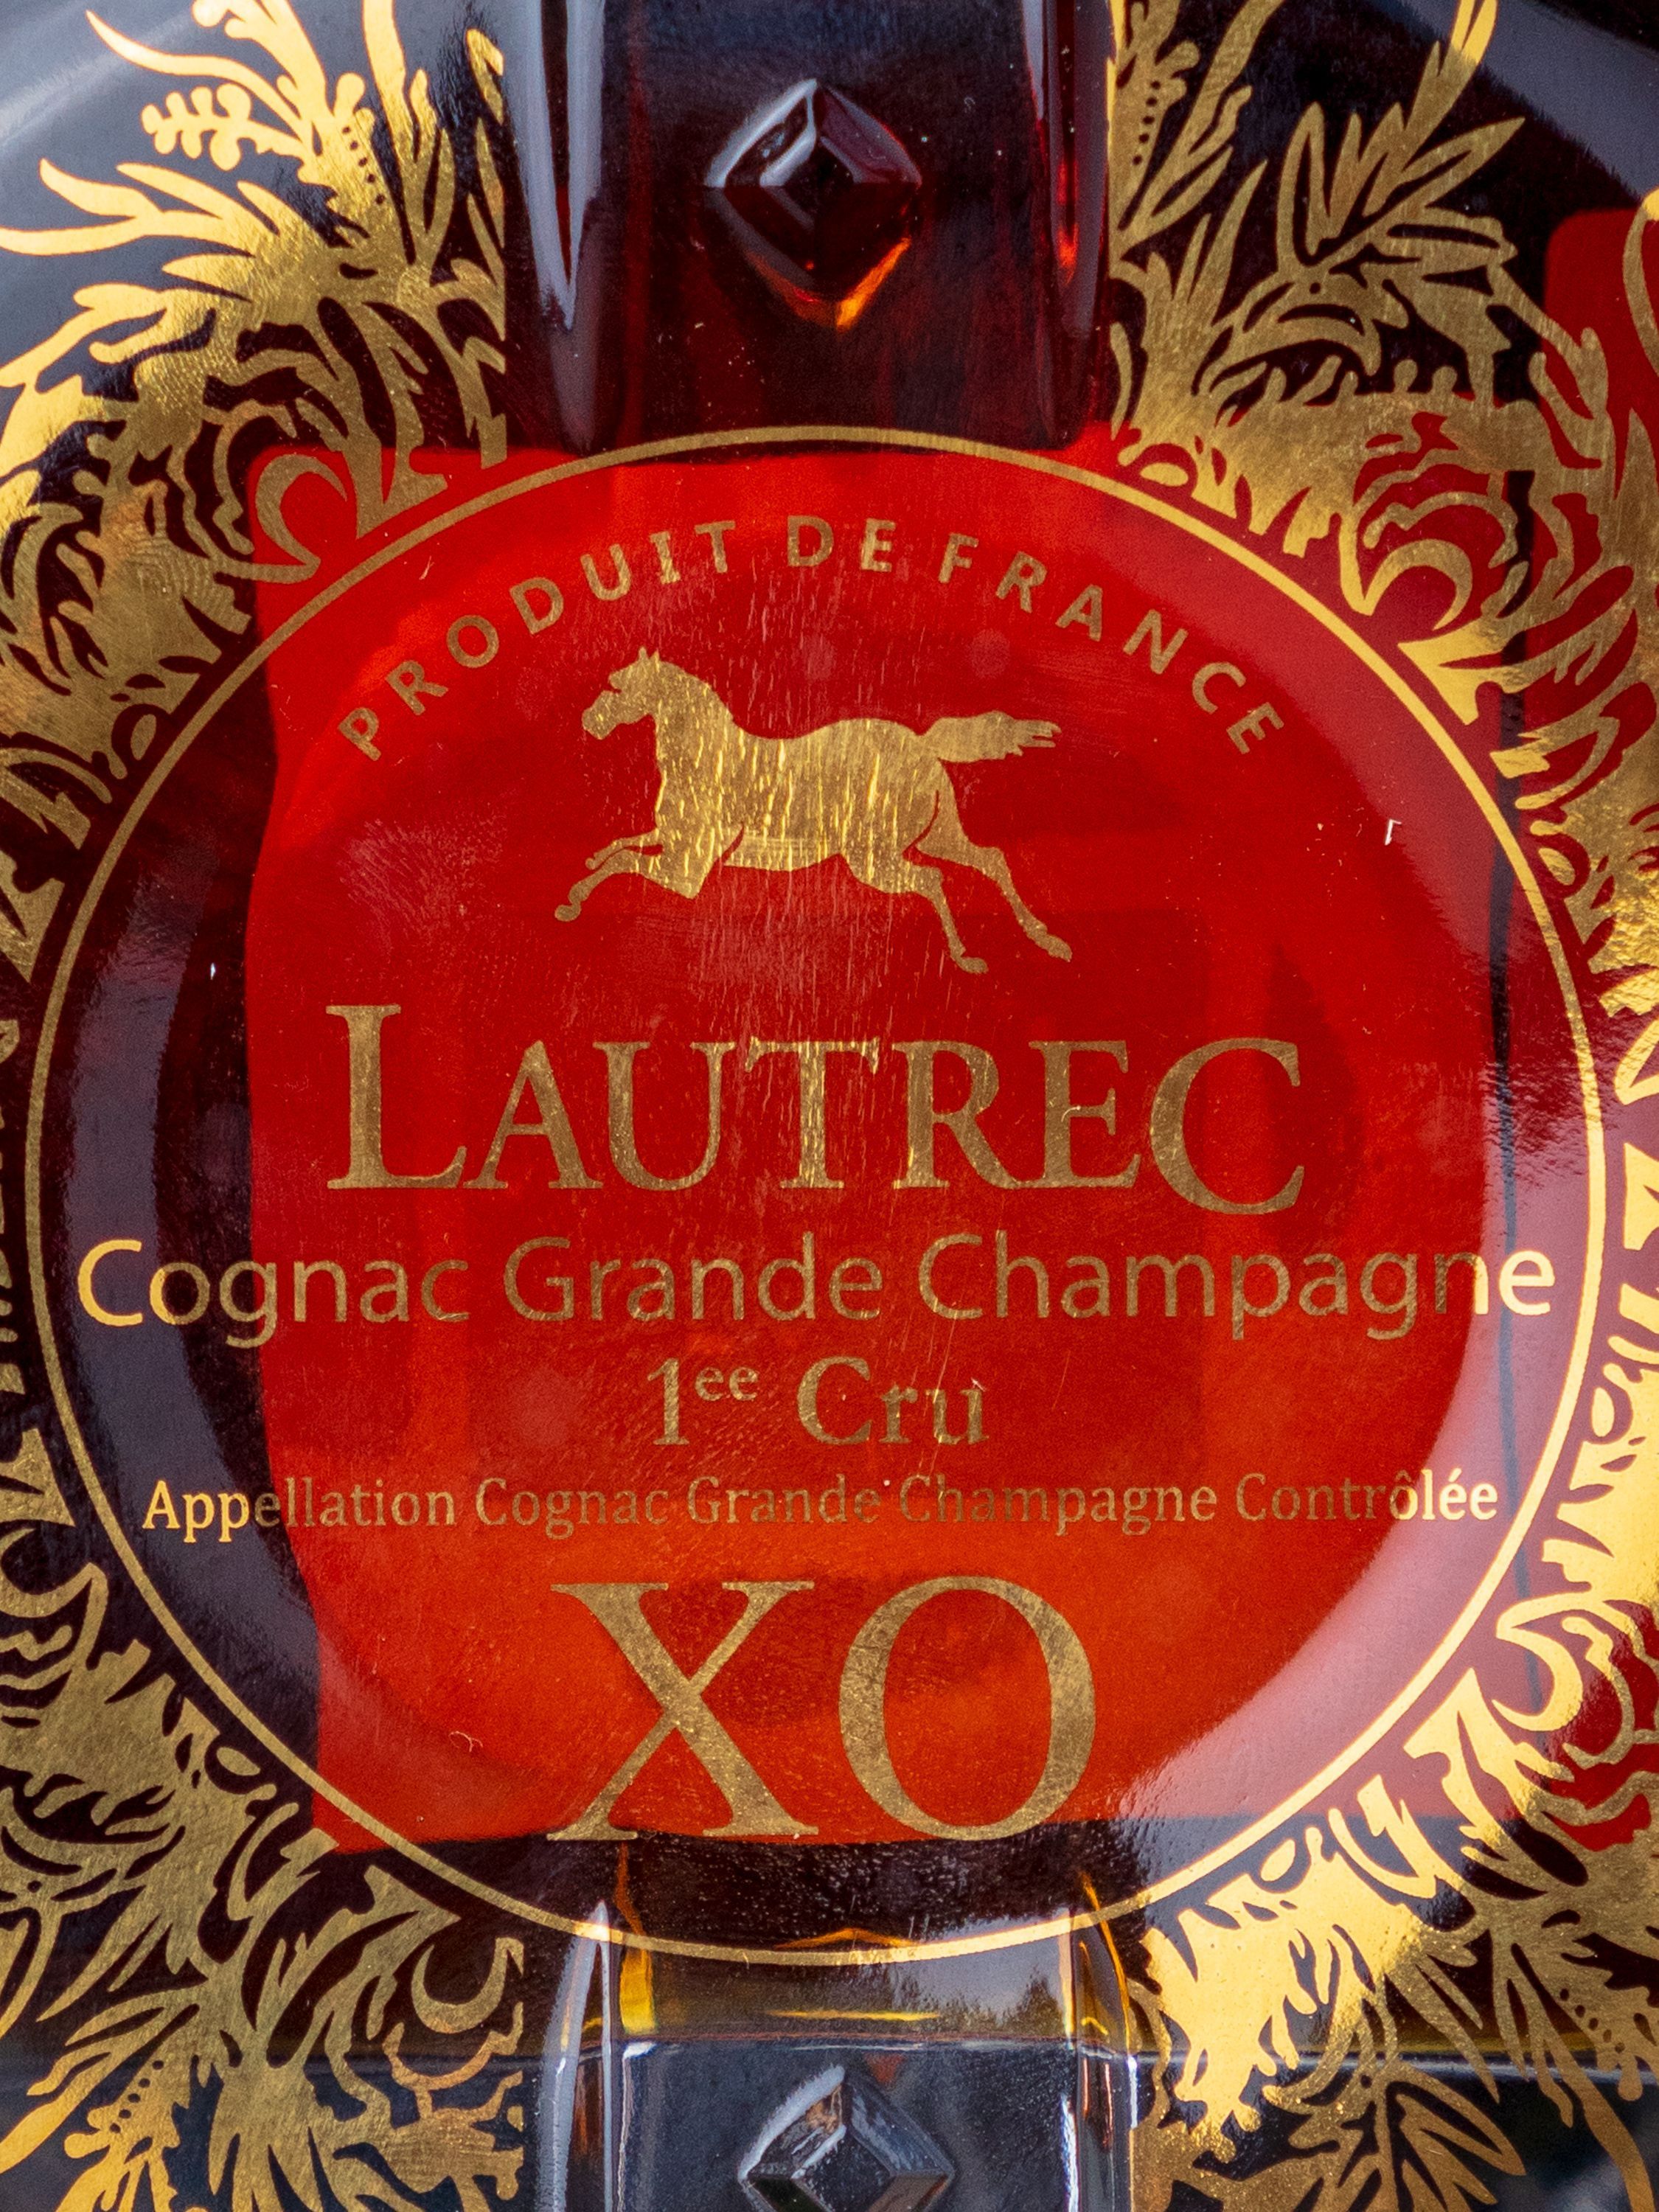 PRODUIT DE FRANCE
LAUTREC
Cognac Grande Champagne
1ee Cru
Appellation Cognac Grande Champagne Contrôlée
XO